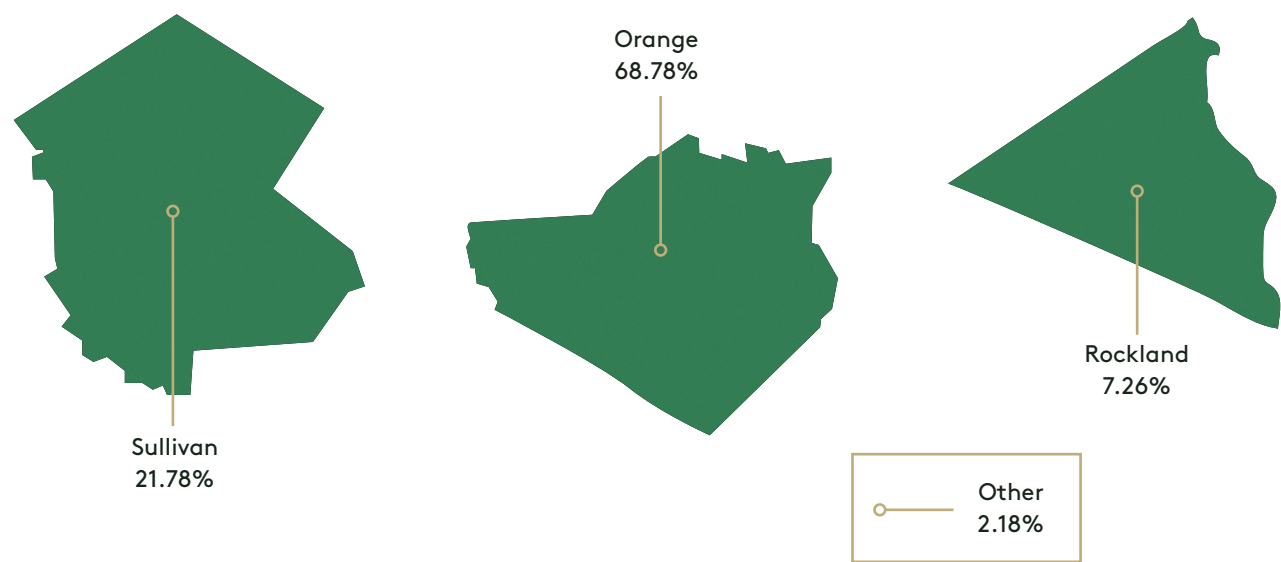 Orange
68.78%
Rockland
7.26%
Sullivan
21.78%
Other
2.18%